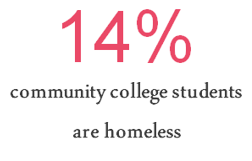 14%
community college students
are homeless